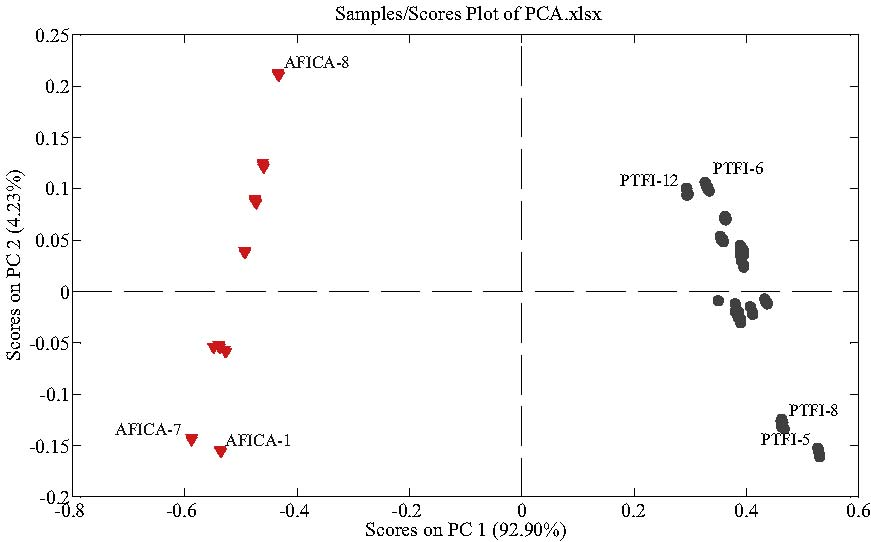 Samples/Scores Plot of PCA.xlsx
0.25
0.2
0.15
0.1
0.05
0
-0.05
-0.1
-0.15
-0.2
Scores on PC 2 (4.23%)
AFICA-8
PTFI-6
PTFI-12
PTFI-8
AFICA-7
AFICA-1
PTFI-5
-0.8
-0.6
-0.4
-0.2
0
0.2
0.4
0.6
Scores on PC 1 (92.90%)